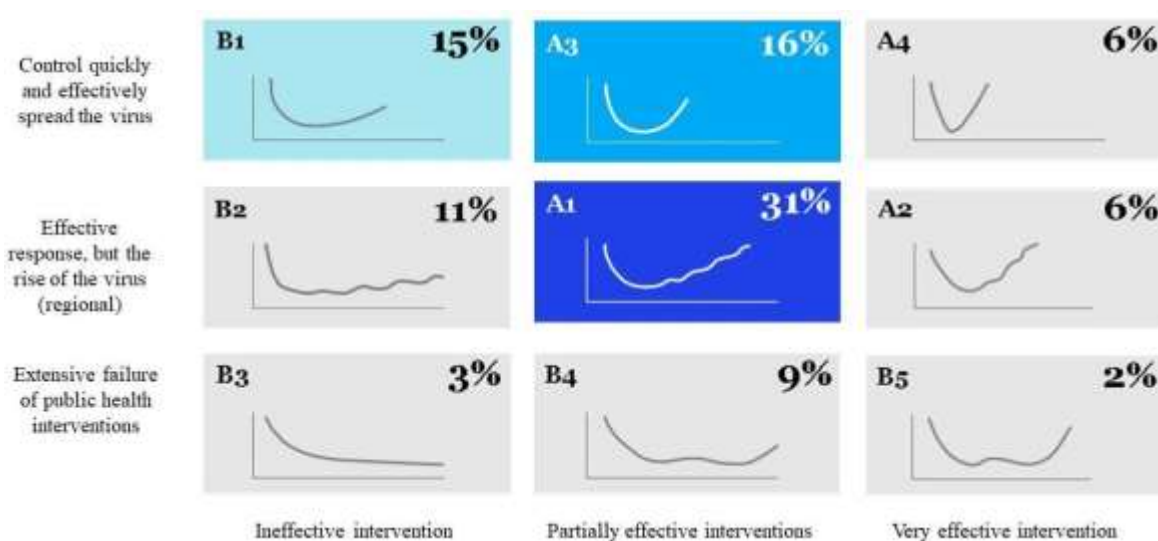 B1 15%
A3 16%
A4 6%
Control quickly
and effectively
spread the virus
B2 11%
A1 31%
A2 6%
Effective
response, but the
rise of the virus
(regional)
B3 3%
B4 9%
B5 2%
Extensive failure
of public health
interventions
Ineffective intervention
Partially effective interventions
Very effective intervention